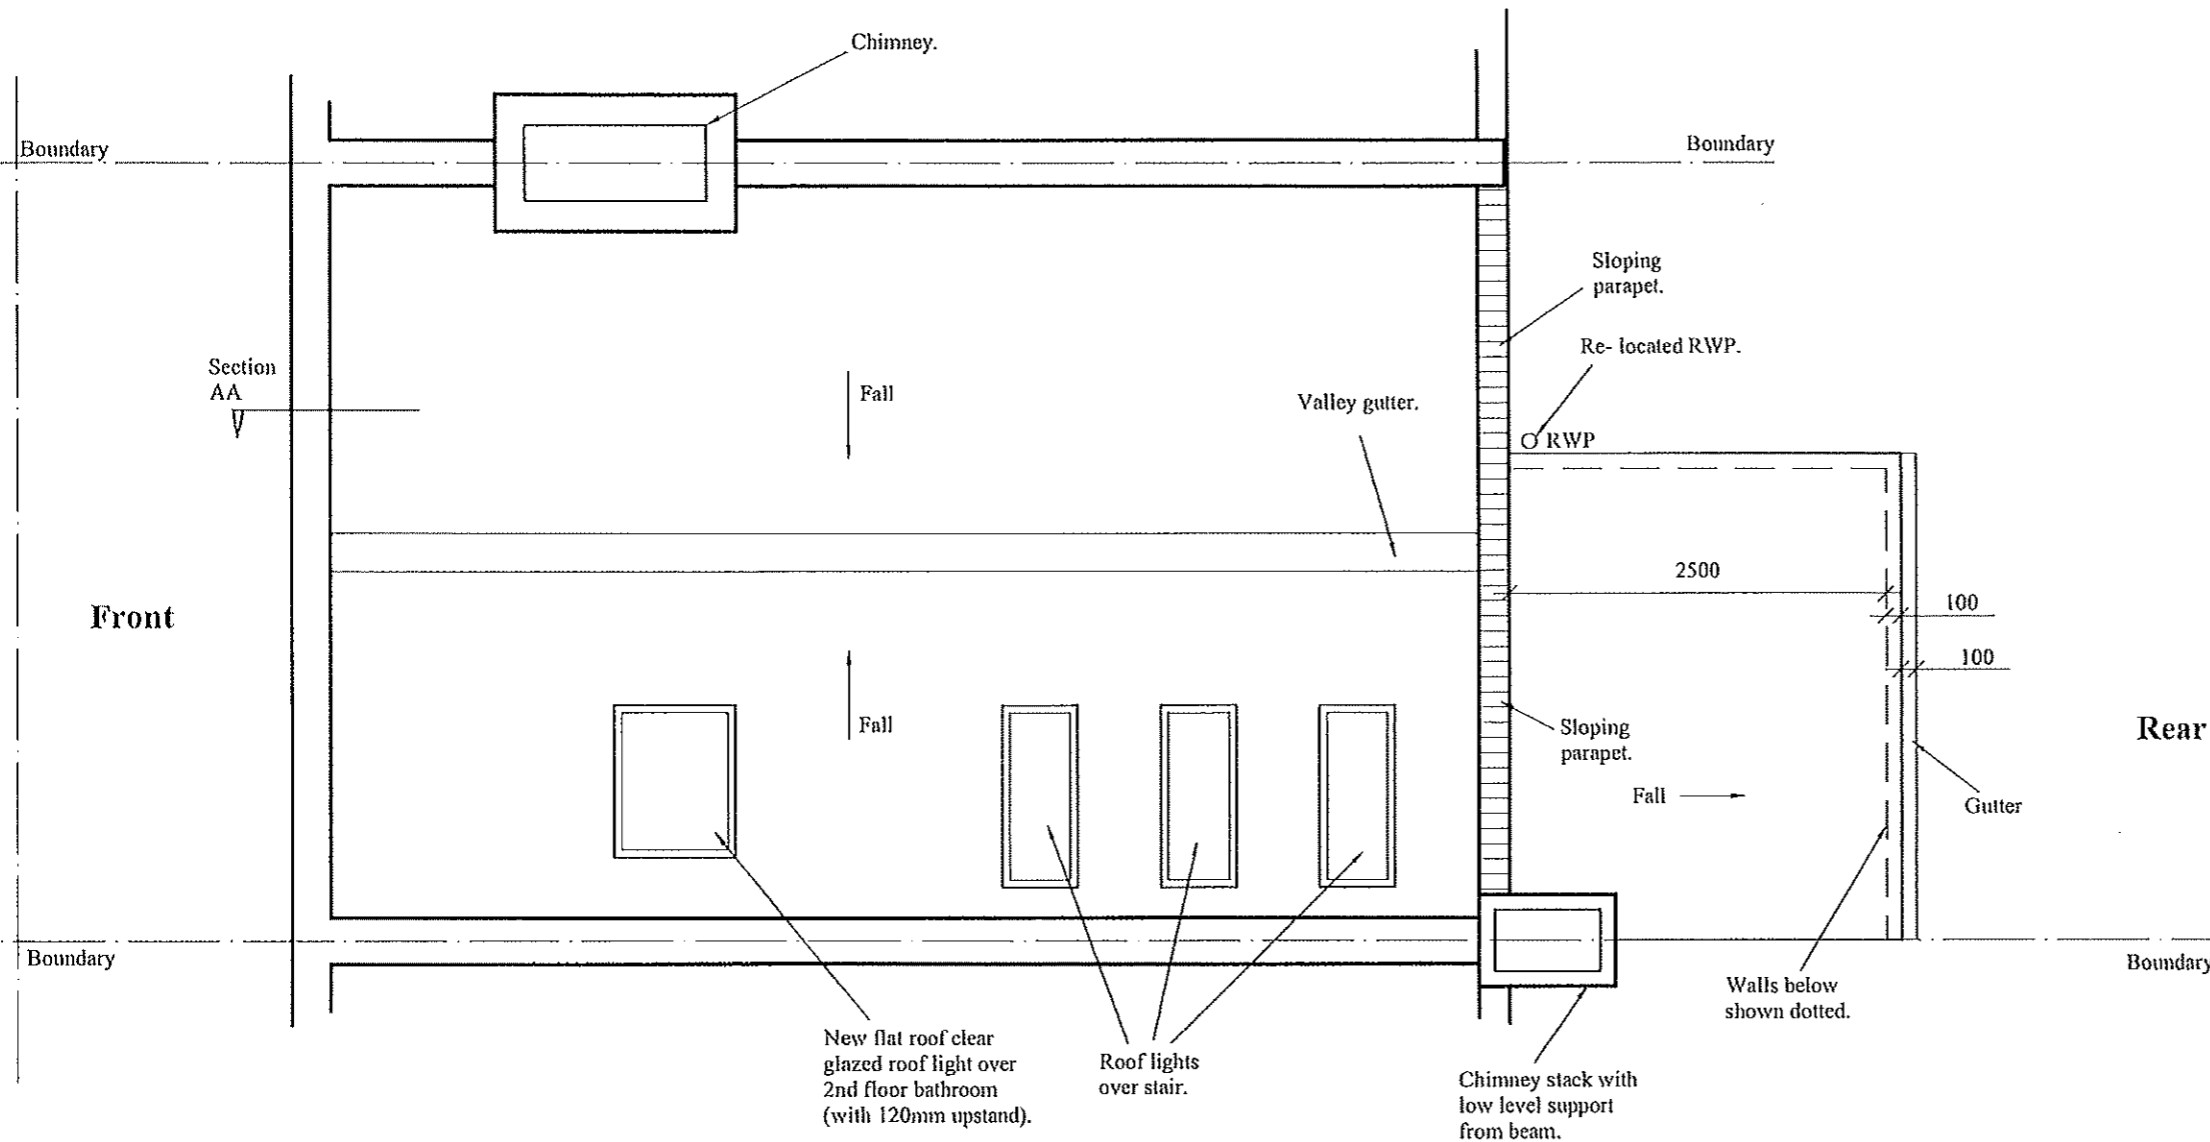 Chimney.
Boundary
Boundary
Sloping
parapet.
Re- located RWP.
Section
AA
Fall
Valley gutter.
RWP
2500
Front
100
100
Rear
Fall
Sloping
parapet.
Fall
Gutter
Boundary
Boundary
Walls below
shown dotted.
New flat roof clear
glazed roof light over
2nd floor bathroom
(with 120mm upstand).
Roof lights
over stair.
Chimney stack with
low level support
from beam.